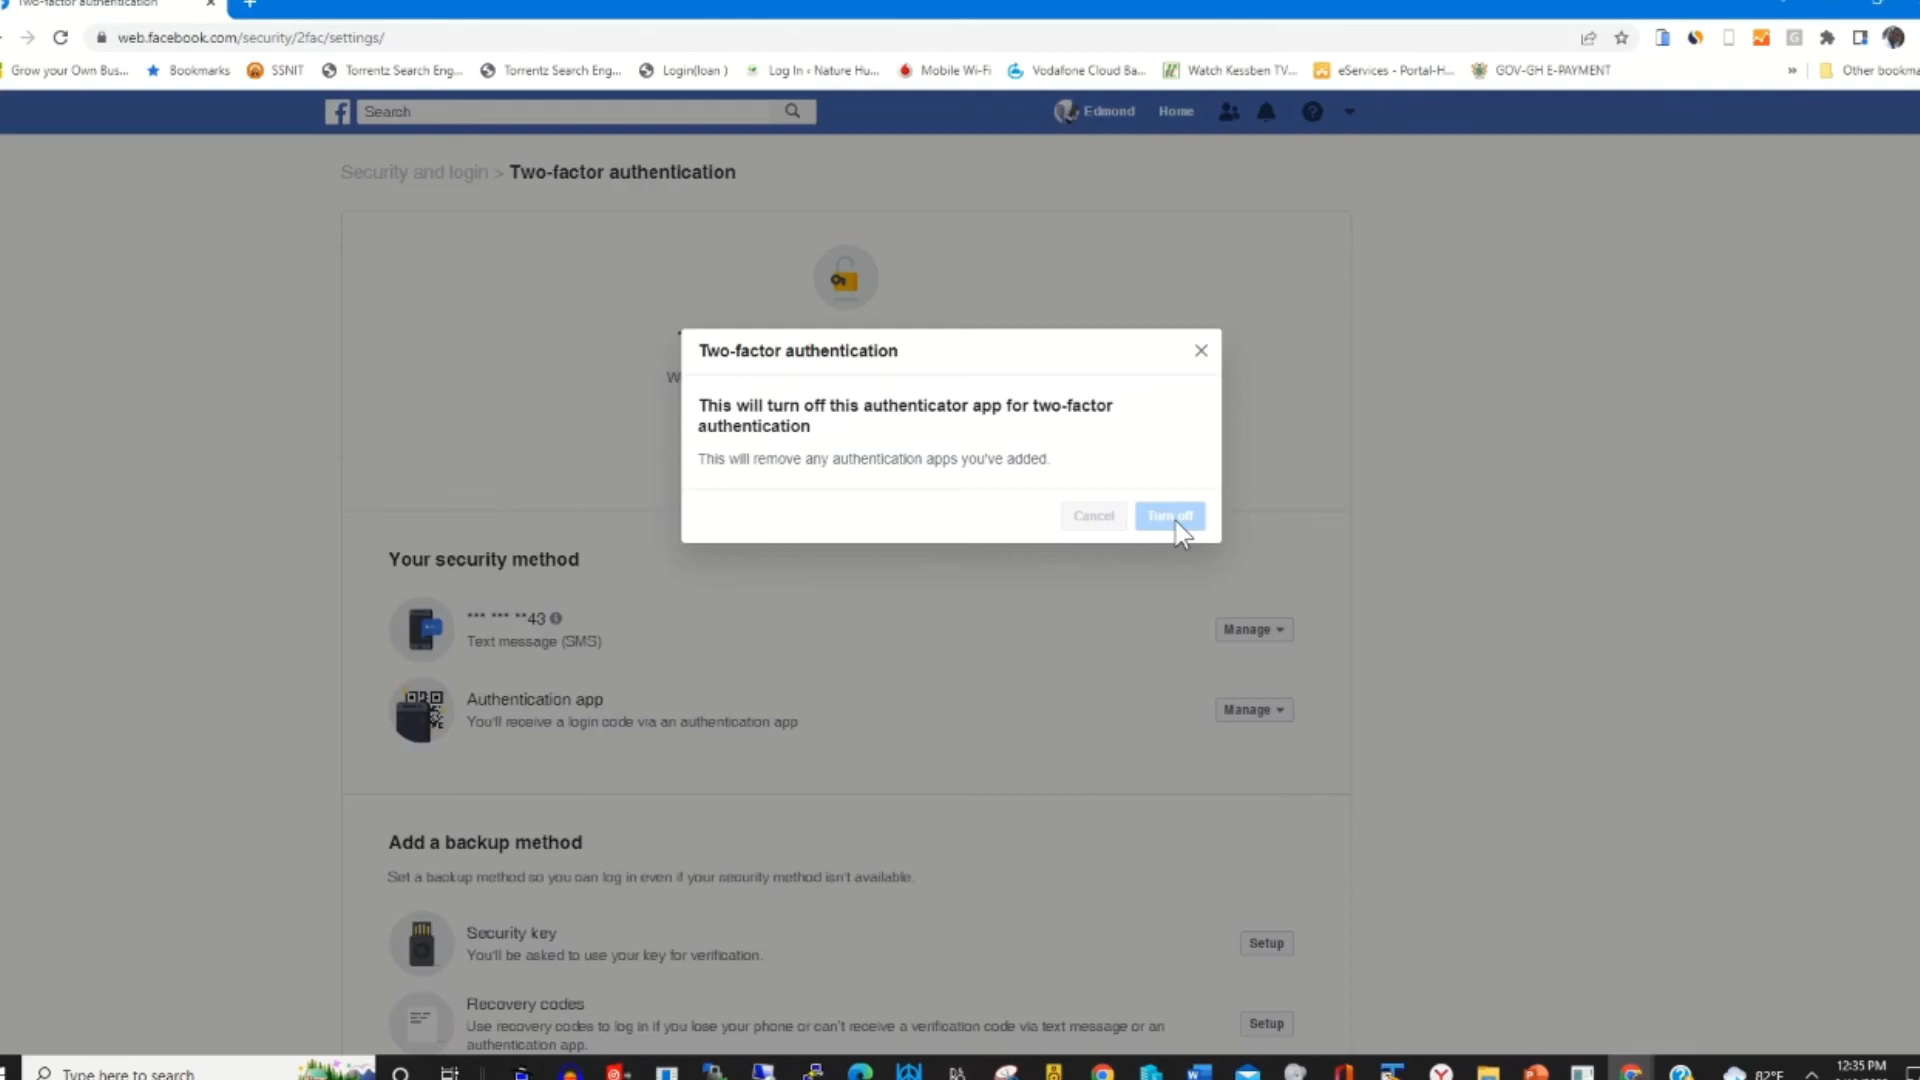 Two-factor authentication
web.facebook.com/security/2fac/settings/
Grow your Own Bus... Bookmarks SSNIT Torrentz Search Eng... Torrentz Search Eng... Login(loan ) Log In ‹ Nature Hu... Mobile Wi-Fi Vodafone Cloud Ba... Watch Kessben TV... eServices - Portal-H... GOV-GH E-PAYMENT » Other bookma
Search Edmond Home
Security and login > Two-factor authentication
Two-factor authentication
This will turn off this authenticator app for two-factor
authentication
This will remove any authentication apps you've added.
Cancel Turn off
Your security method
*** *** **43
Text message (SMS)
Manage
Authentication app
You'll receive a login code via an authentication app
Manage
Add a backup method
Set a backup method so you can log in even if your security method isn't available.
Security key
You'll be asked to use your key for verification.
Setup
Recovery codes
Use recovery codes to log in if you lose your phone or can't receive a verification code via text message or an
authentication app.
Setup
Type here to search
82°F
12:35 PM